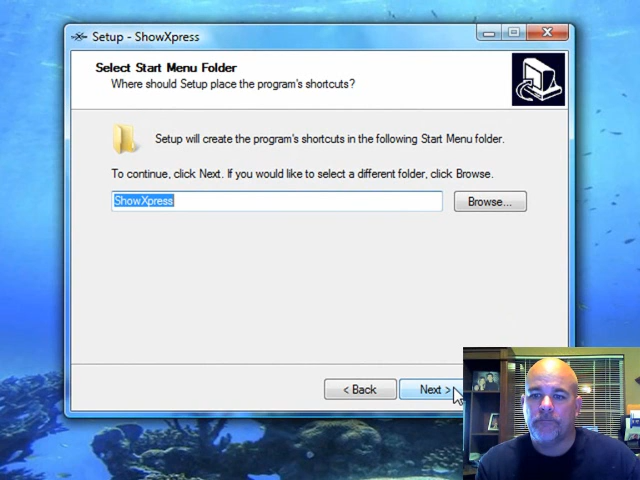 Setup - ShowXpress
Select Start Menu Folder
Where should Setup place the program's shortcuts?
Setup will create the program's shortcuts in the following Start Menu folder.
To continue, click Next. If you would like to select a different folder, click Browse.
ShowXpress
Browse...
< Back
Next >